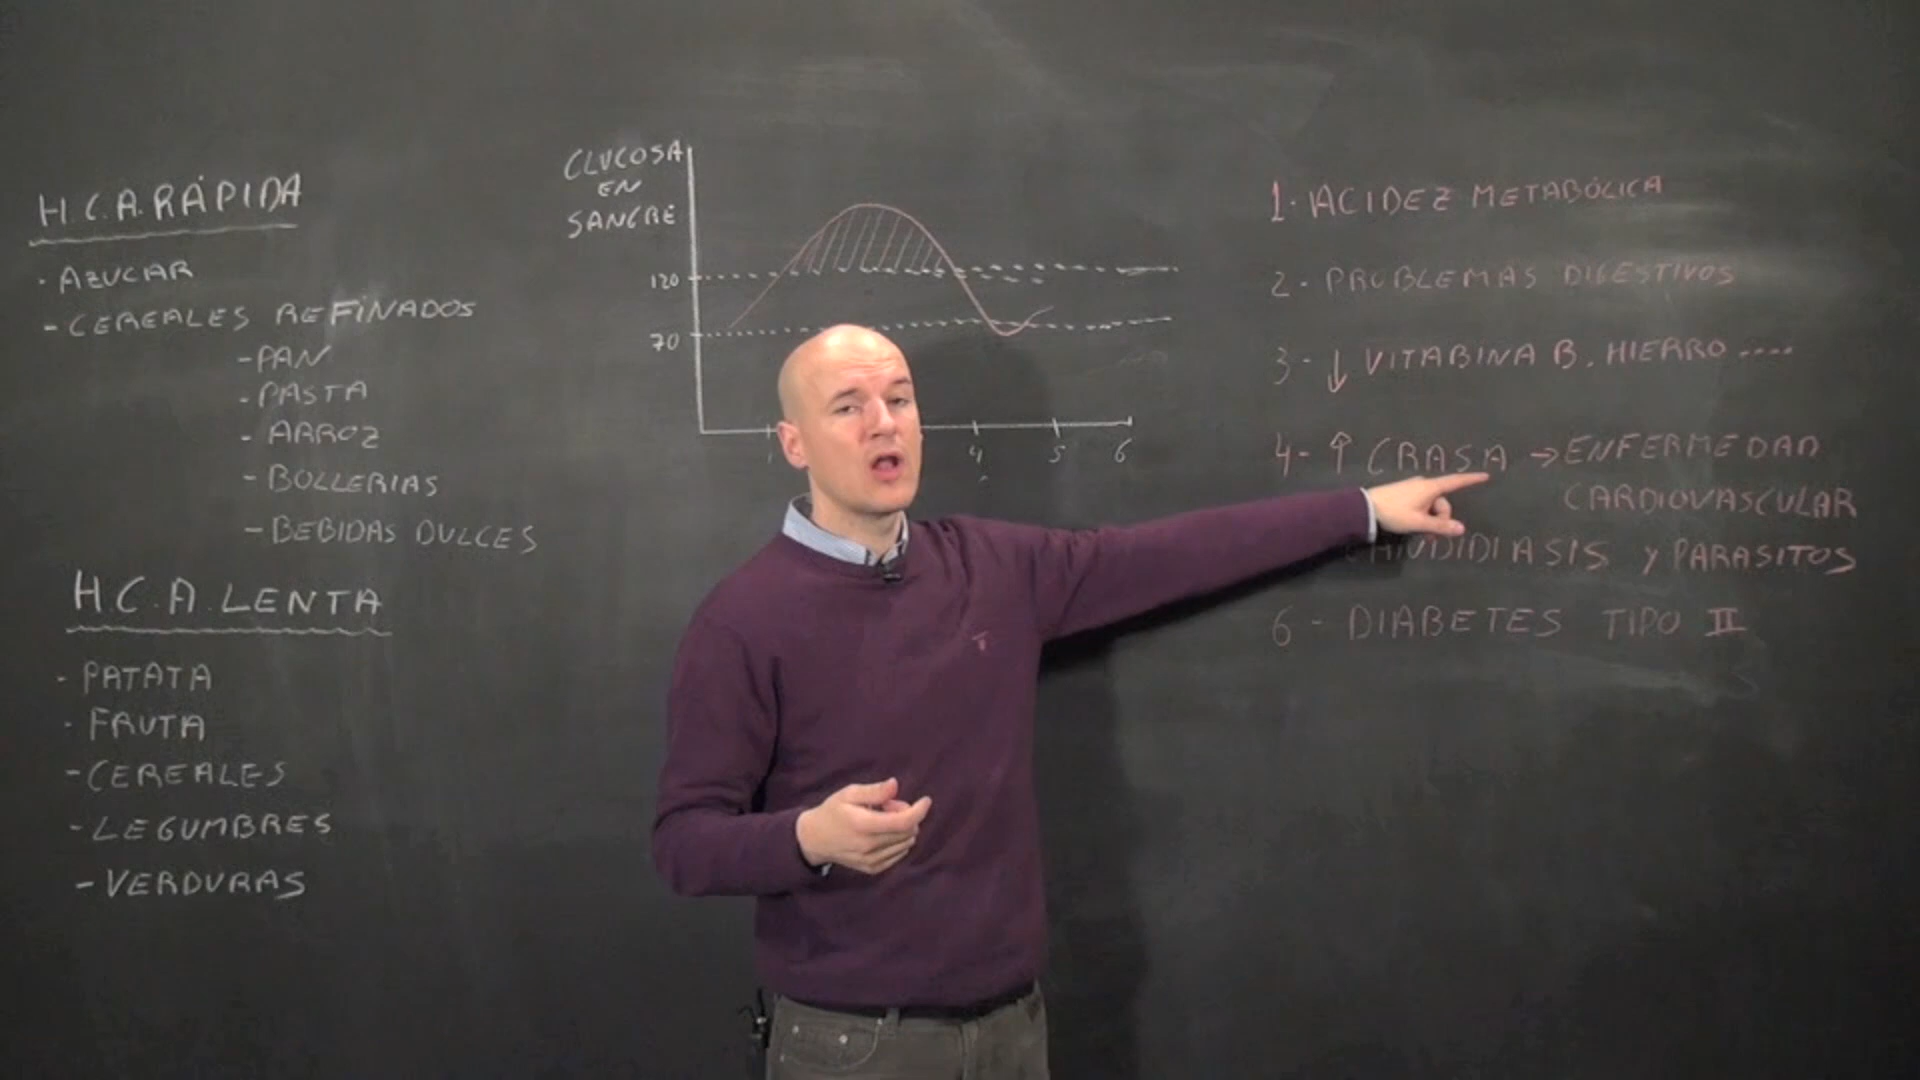 H.C.A. RÁPIDA
· AZUCAR
- CEREALES REFINADOS
- PAN
- PASTA
- ARROZ
- BOLLERIAS
- BEBIDAS DULCES
H.C.A. LENTA
- PATATA
· FRUTA
- CEREALES
- LEGUMBRES
- VERDURAS
GLUCOSA
EN
SANGRE
120
70
4 5 6
1. ACIDEZ METABÓLICA
2 - PROBLEMAS DIGESTIVOS
3 - ↓ VITABINA B, HIERRO ....
4 - ↑ GRASA → ENFERMEDAD
CARDIOVASCULAR
CANDIDIASIS Y PARASITOS
6 - DIABETES TIPO II